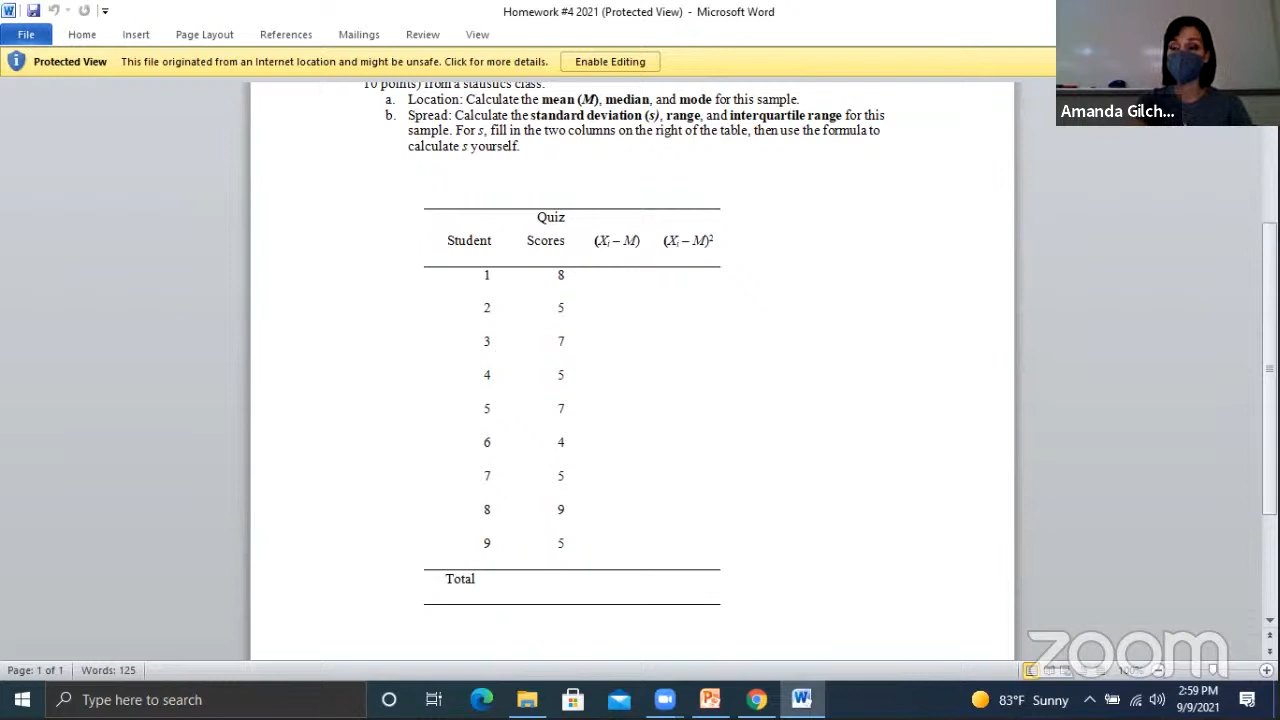 Homework #4 2021 (Protected View) - Microsoft Word
File Home Insert Page Layout References Mailings Review View
Protected View This file originated from an Internet location and might be unsafe. Click for more details. Enable Editing
Amanda Gilch...
10 points) from a statistics class.
a. Location: Calculate the mean (M), median, and mode for this sample.
b. Spread: Calculate the standard deviation (s), range, and interquartile range for this
sample. For s, fill in the two columns on the right of the table, then use the formula to
calculate s yourself.
Quiz
Student Scores (Xi – M) (Xi – M)²
1 8
2 5
3 7
4 5
5 7
6 4
7 5
8 9
9 5
Total
zoom
Page: 1 of 1 Words: 125 100%
Type here to search 83°F Sunny 2:59 PM
9/9/2021